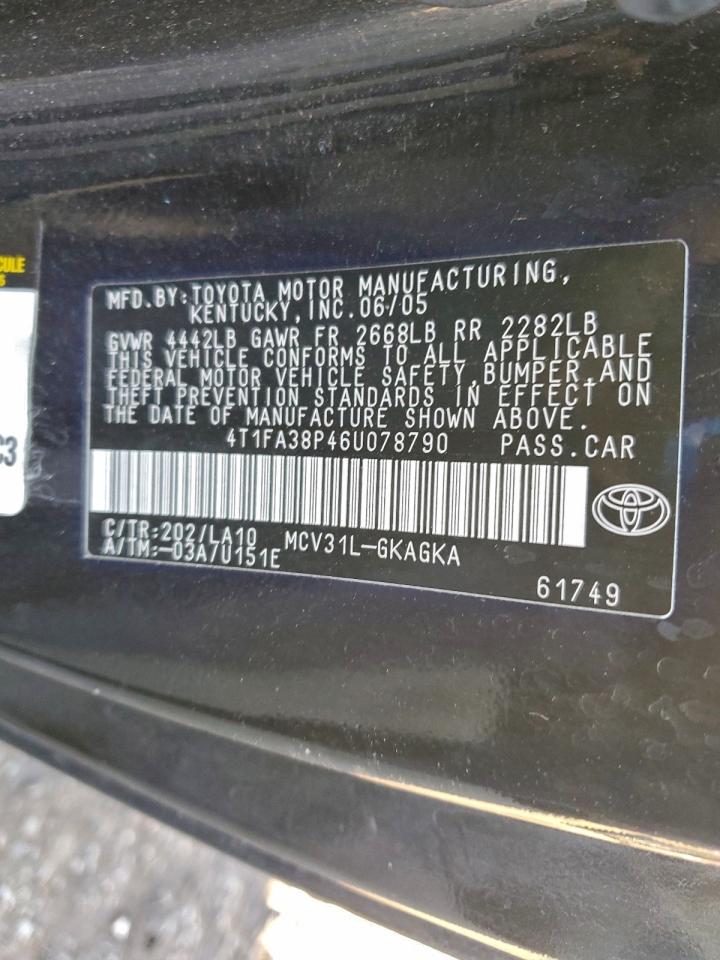 CULE
S
C3
MFD.BY:TOYOTA MOTOR MANUFACTURING,
KENTUCKY,INC.06/05
GVWR 4442LB GAWR FR 2668LB RR 2282LB
THIS VEHICLE CONFORMS TO ALL APPLICABLE
FEDERAL MOTOR VEHICLE SAFETY,BUMPER,AND
THEFT PREVENTION STANDARDS IN EFFECT ON
THE DATE OF MANUFACTURE SHOWN ABOVE.
4T1FA38P46U078790 PASS.CAR
C/TR:202/LA10 MCV31L-GKAGKA
A/TM:-03A/U151E
61749